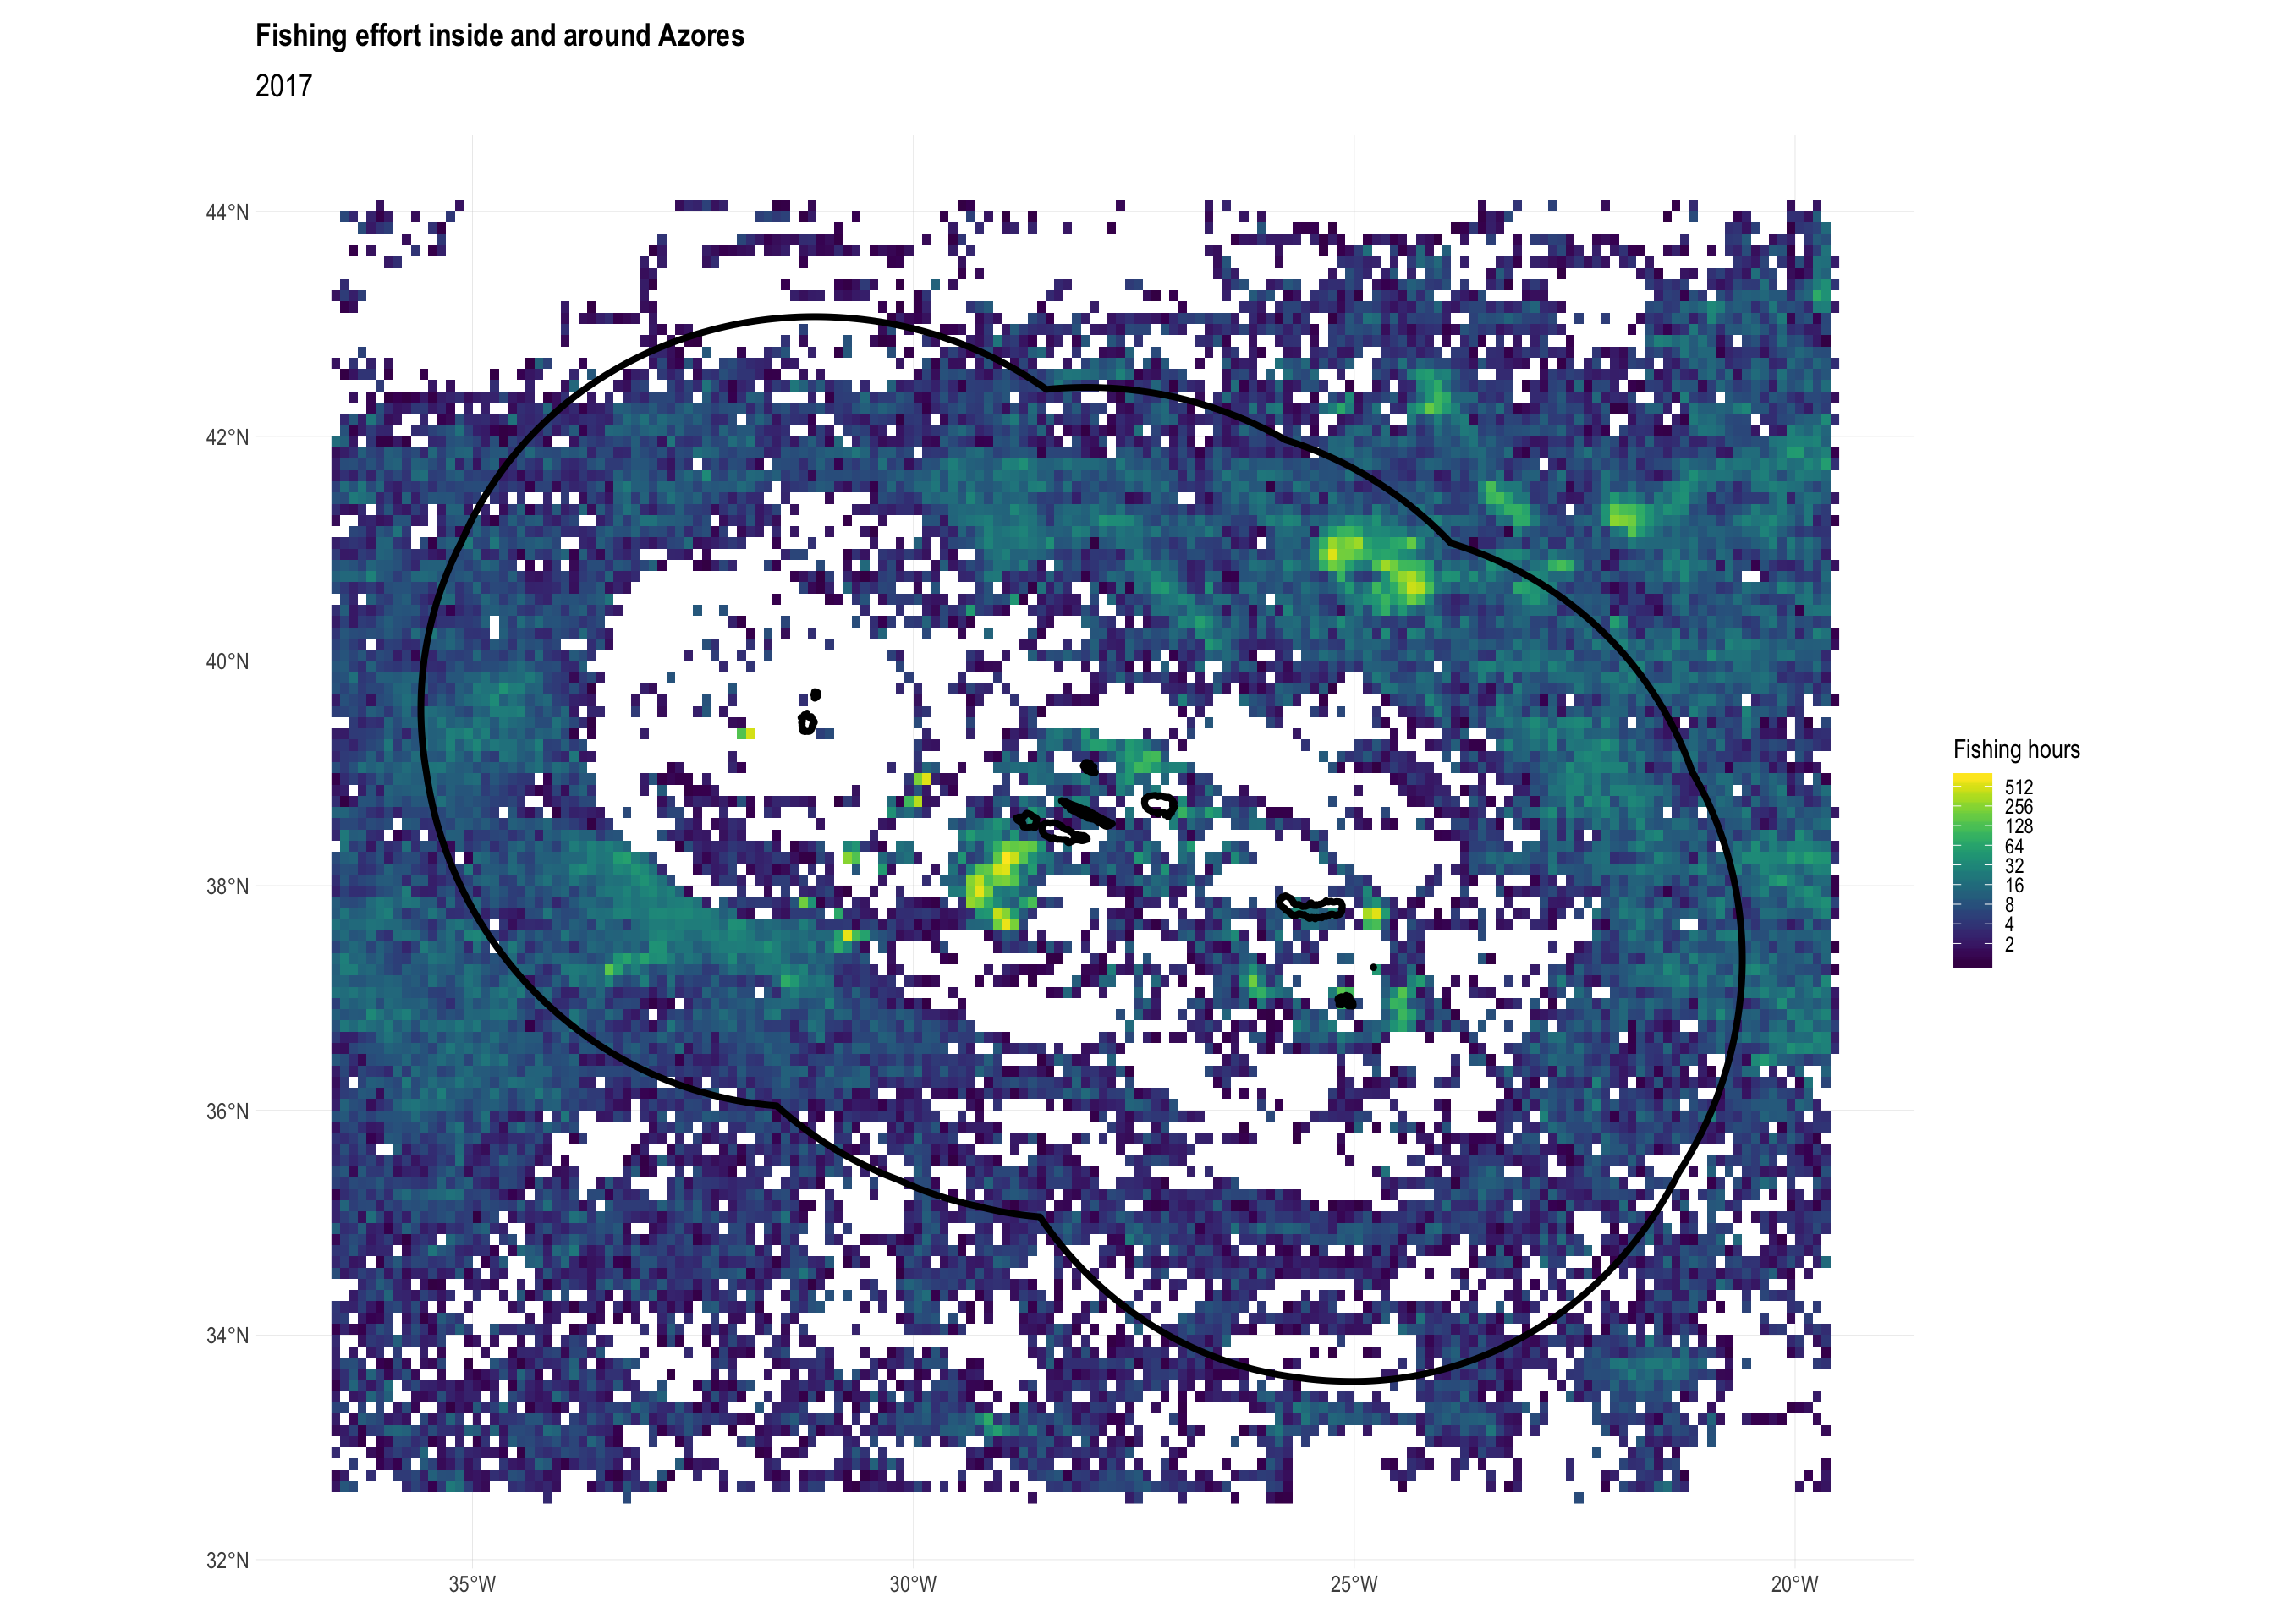 Fishing effort inside and around Azores
2017
44°N
42°N
40°N
38°N
36°N
34°N
32°N
35°W
30°W
25°W
20°W
Fishing hours
512
256
128
64
32
16
8
4
2